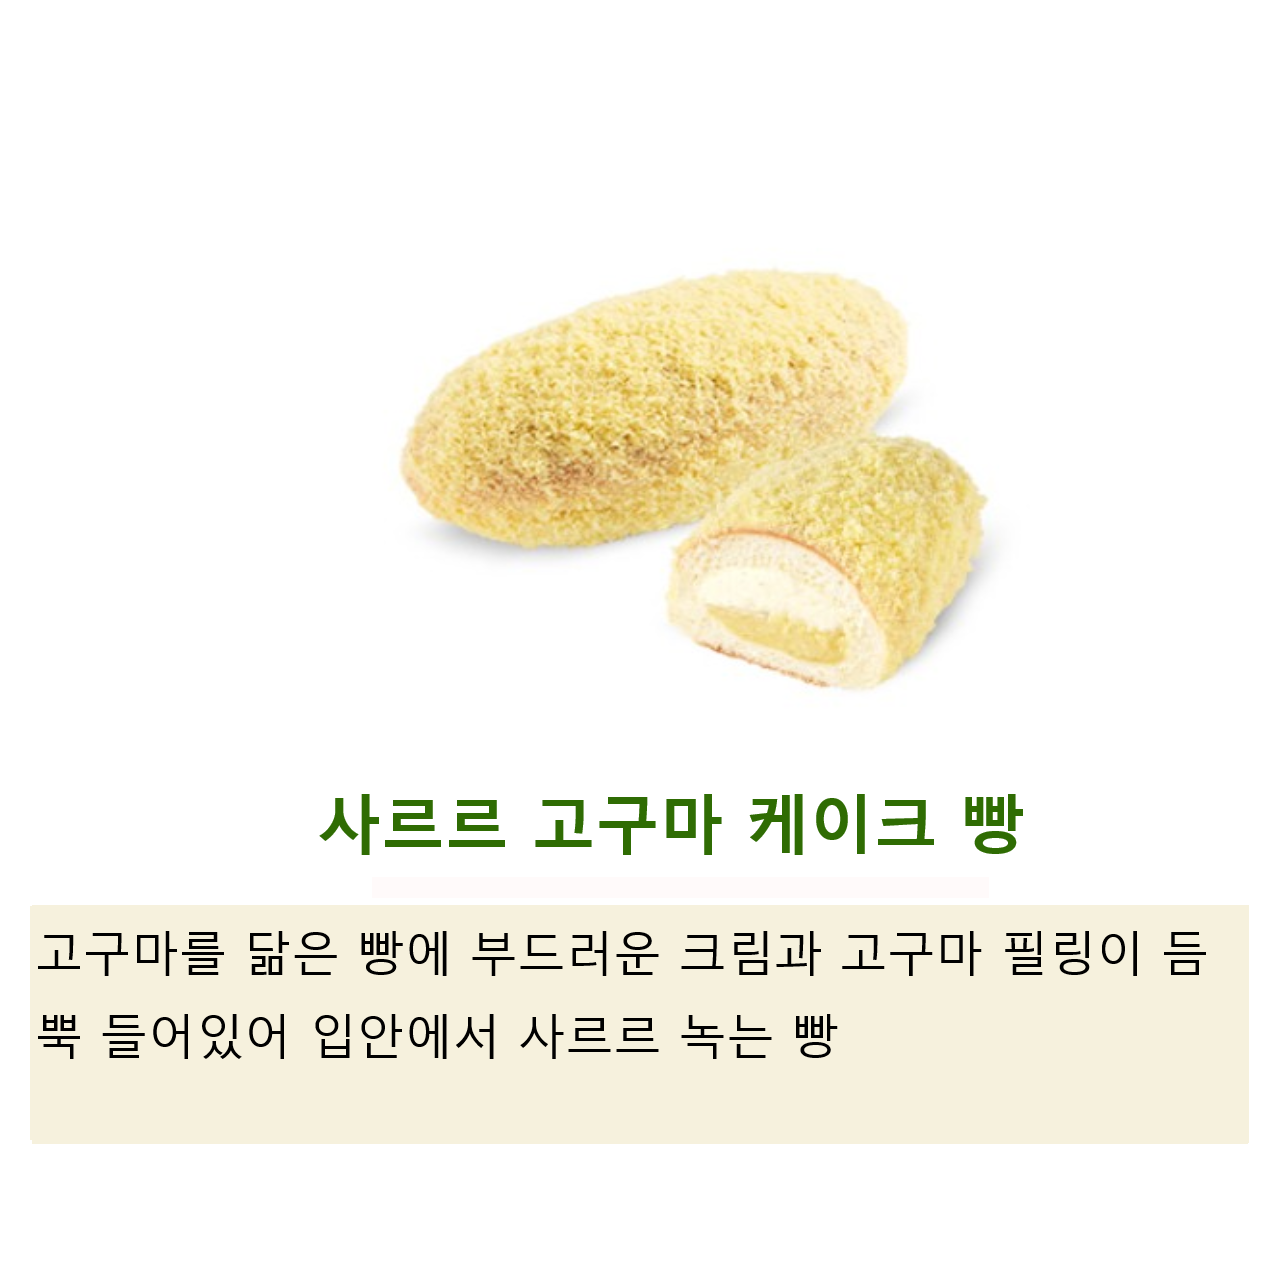 사르르 고구마 케이크 빵
고구마를 닮은 빵에 부드러운 크림과 고구마 필링이 듬
뿍 들어있어 입안에서 사르르 녹는 빵